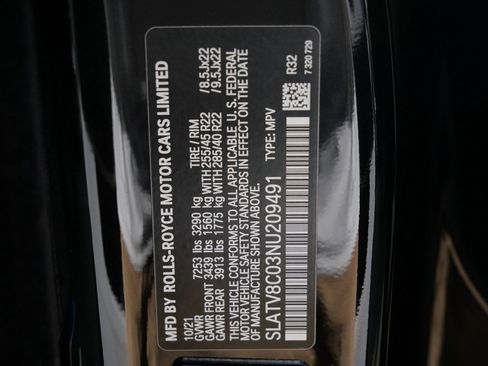 MFD BY ROLLS-ROYCE MOTOR CARS LIMITED
10/21 TIRE / RIM
GVWR 7253 lbs 3290 kg
GAWR FRONT 3439 lbs 1560 kg WITH 255/45 R22 /8.5Jx22
GAWR REAR 3913 lbs 1775 kg WITH 285/40 R22 /9.5Jx22
THIS VEHICLE CONFORMS TO ALL APPLICABLE U. S. FEDERAL
MOTOR VEHICLE SAFETY STANDARDS IN EFFECT ON THE DATE
OF MANUFACTURE SHOWN ABOVE.
SLATV8C03NU209491 TYPE: MPV
R32
7 320 729